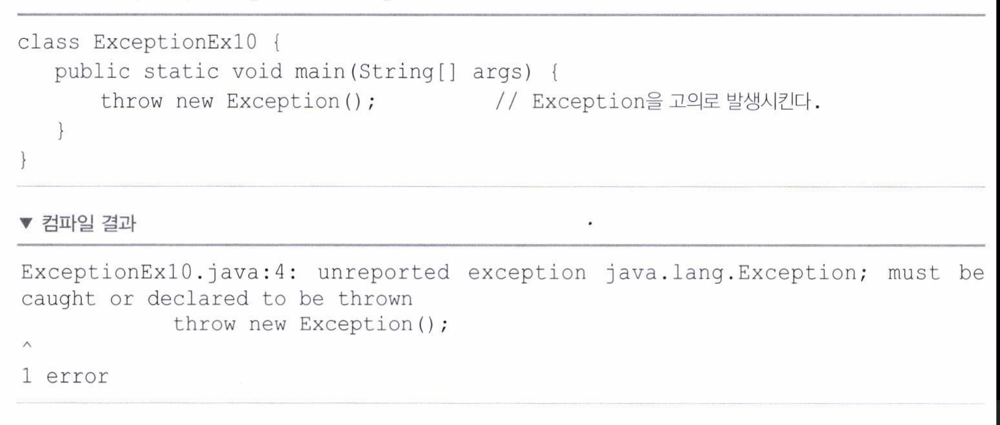 class ExceptionEx10 {
public static void main(String[] args) {
throw new Exception();    // Exception을 고의로 발생시킨다.
}
}
▼ 컴파일 결과
ExceptionEx10.java:4: unreported exception java.lang.Exception; must be
caught or declared to be thrown
throw new Exception();
^
1 error